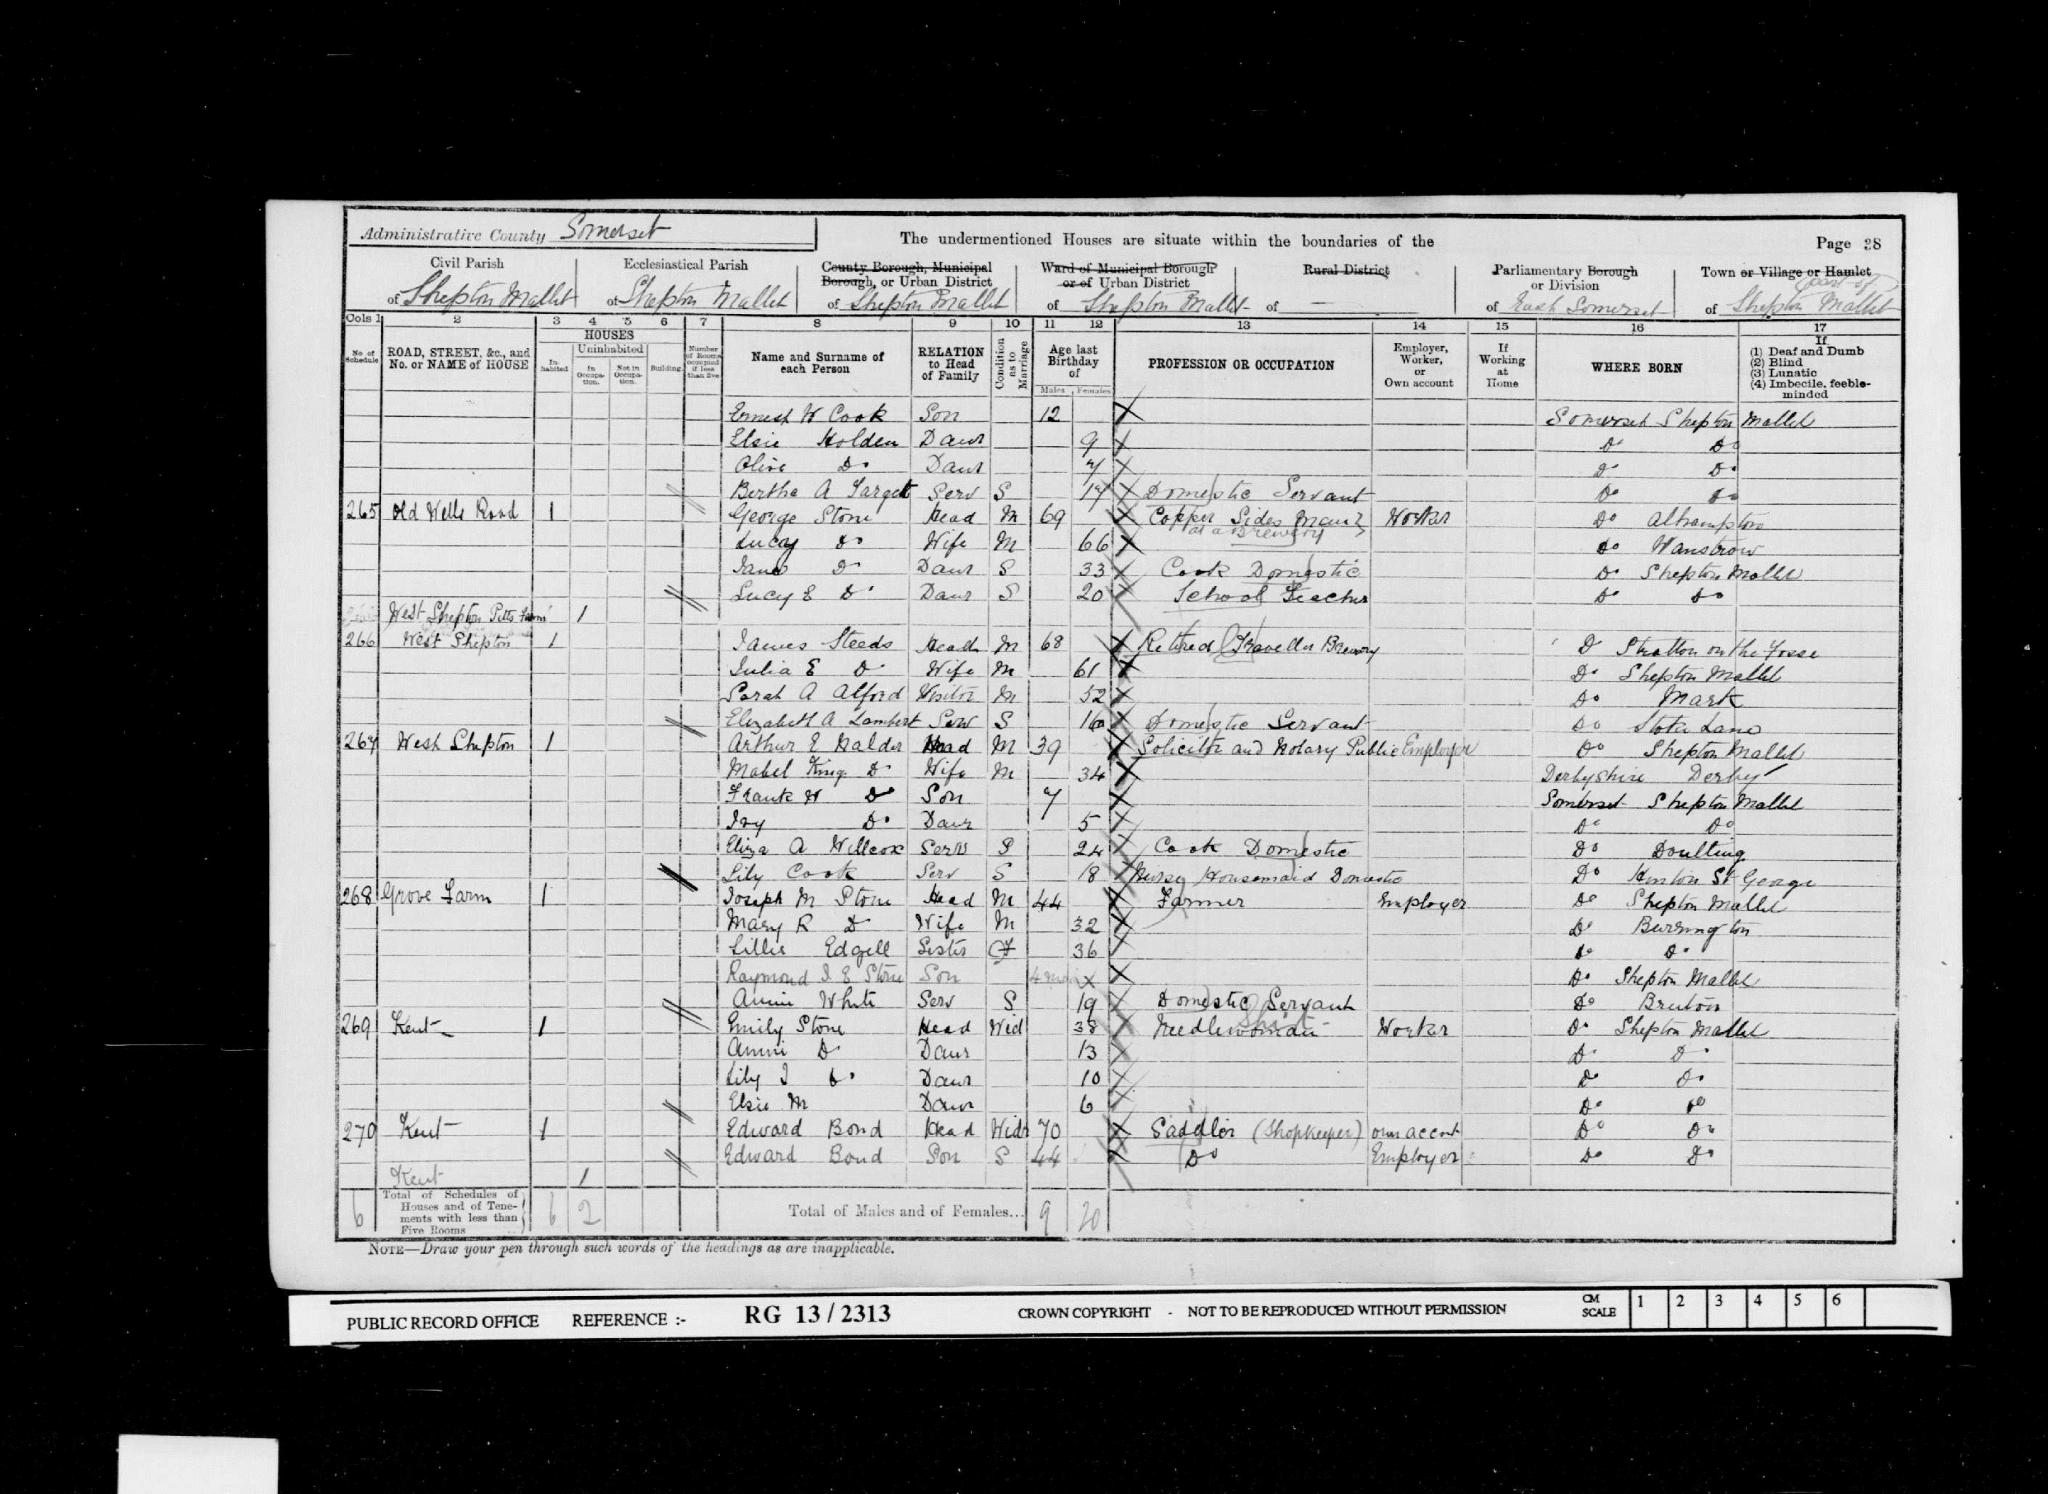 Administrative County Somerset
The undermentioned Houses are situate within the boundaries of the
Page 38
Civil Parish of Shepton Mallet
Ecclesiastical Parish of Shepton Mallet
County Borough, Municipal Borough, or Urban District of Shepton Mallet
Ward of Municipal Borough or of Urban District of Shepton Mallet
Rural District of —
Parliamentary Borough or Division of East Somerset
Town or Village or Hamlet of part of Shepton Mallet
Cols 1 2 3 4 5 6 7 8 9 10 11 12 13 14 15 16 17
No. of Schedule
ROAD, STREET, &c., and No. or NAME of HOUSE
HOUSES
Inhabited
Uninhabited
In Occupation.
Not in Occupation.
Building.
Number of Rooms occupied if less than five
Name and Surname of each Person
RELATION to Head of Family
Condition as to Marriage
Age last Birthday of
Males Females
PROFESSION OR OCCUPATION
Employer, Worker, or Own account
If Working at Home
WHERE BORN
If
(1) Deaf and Dumb
(2) Blind
(3) Lunatic
(4) Imbecile, feeble-minded
Ernest W Cook Son 12 Somerset Shepton Mallet
Elsie Holden Daur 9 Do Do
Olive Do Daur 7 Do Do
Bertha A Targett Serv S 17 Domestic Servant Do Do
265 Old Wells Road 1 George Stone Head M 69 Copper Sides Man at a Brewery Worker Do Alhampton
Lucy Do Wife M 66 Do Wanstrow
Jane Do Daur S 33 Cook Domestic Do Shepton Mallet
Lucy E Do Daur S 20 School Teacher Do Do
West Shepton Pitts Farm 1
266 West Shepton 1 James Steeds Head M 68 Retired Traveller Brewery Do Stratton on the Fosse
Julia E Do Wife M 61 Do Shepton Mallet
Sarah A Alford Visitor M 52 Do Mark
Elizabeth A Lambert Serv S 16 Domestic Servant Do Stoke Lane
267 West Shepton 1 Arthur E Nalder Head M 39 Solicitor and Notary Public Employer Do Shepton Mallet
Mabel King Do Wife M 34 Derbyshire Derby
Frank W Do Son 7 Somerset Shepton Mallet
Ivy Do Daur 5 Do Do
Eliza A Willcox Serv S 24 Cook Domestic Do Doulting
Lily Cook Serv S 18 Nurse Housemaid Domestic Do Hinton St George
268 Grove Farm 1 Joseph M Stone Head M 44 Farmer Employer Do Shepton Mallet
Mary R Do Wife M 32 Do Burrington
Lillie Edgell Sister 36 Do Do
Raymond J E Stone Son 4 mos Do Shepton Mallet
Annie White Serv S 19 Domestic Servant Do Bruton
269 Kent 1 Emily Stone Head Wid 38 Needlewoman Worker Do Shepton Mallet
Annie Do Daur 13 Do Do
Lily J Do Daur 10 Do Do
Elsie M Daur 6 Do Do
270 Kent 1 Edward Bond Head Widr 70 Saddler (Shopkeeper) own accont Do Do
Edward Bond Son S 44 Do Employer Do Do
Kent 1
6 Total of Schedules of Houses and of Tenements with less than Five Rooms 6 2 Total of Males and of Females... 9 20
NOTE—Draw your pen through such words of the headings as are inapplicable.
PUBLIC RECORD OFFICE REFERENCE :- RG 13/2313 CROWN COPYRIGHT - NOT TO BE REPRODUCED WITHOUT PERMISSION CM SCALE 1 2 3 4 5 6